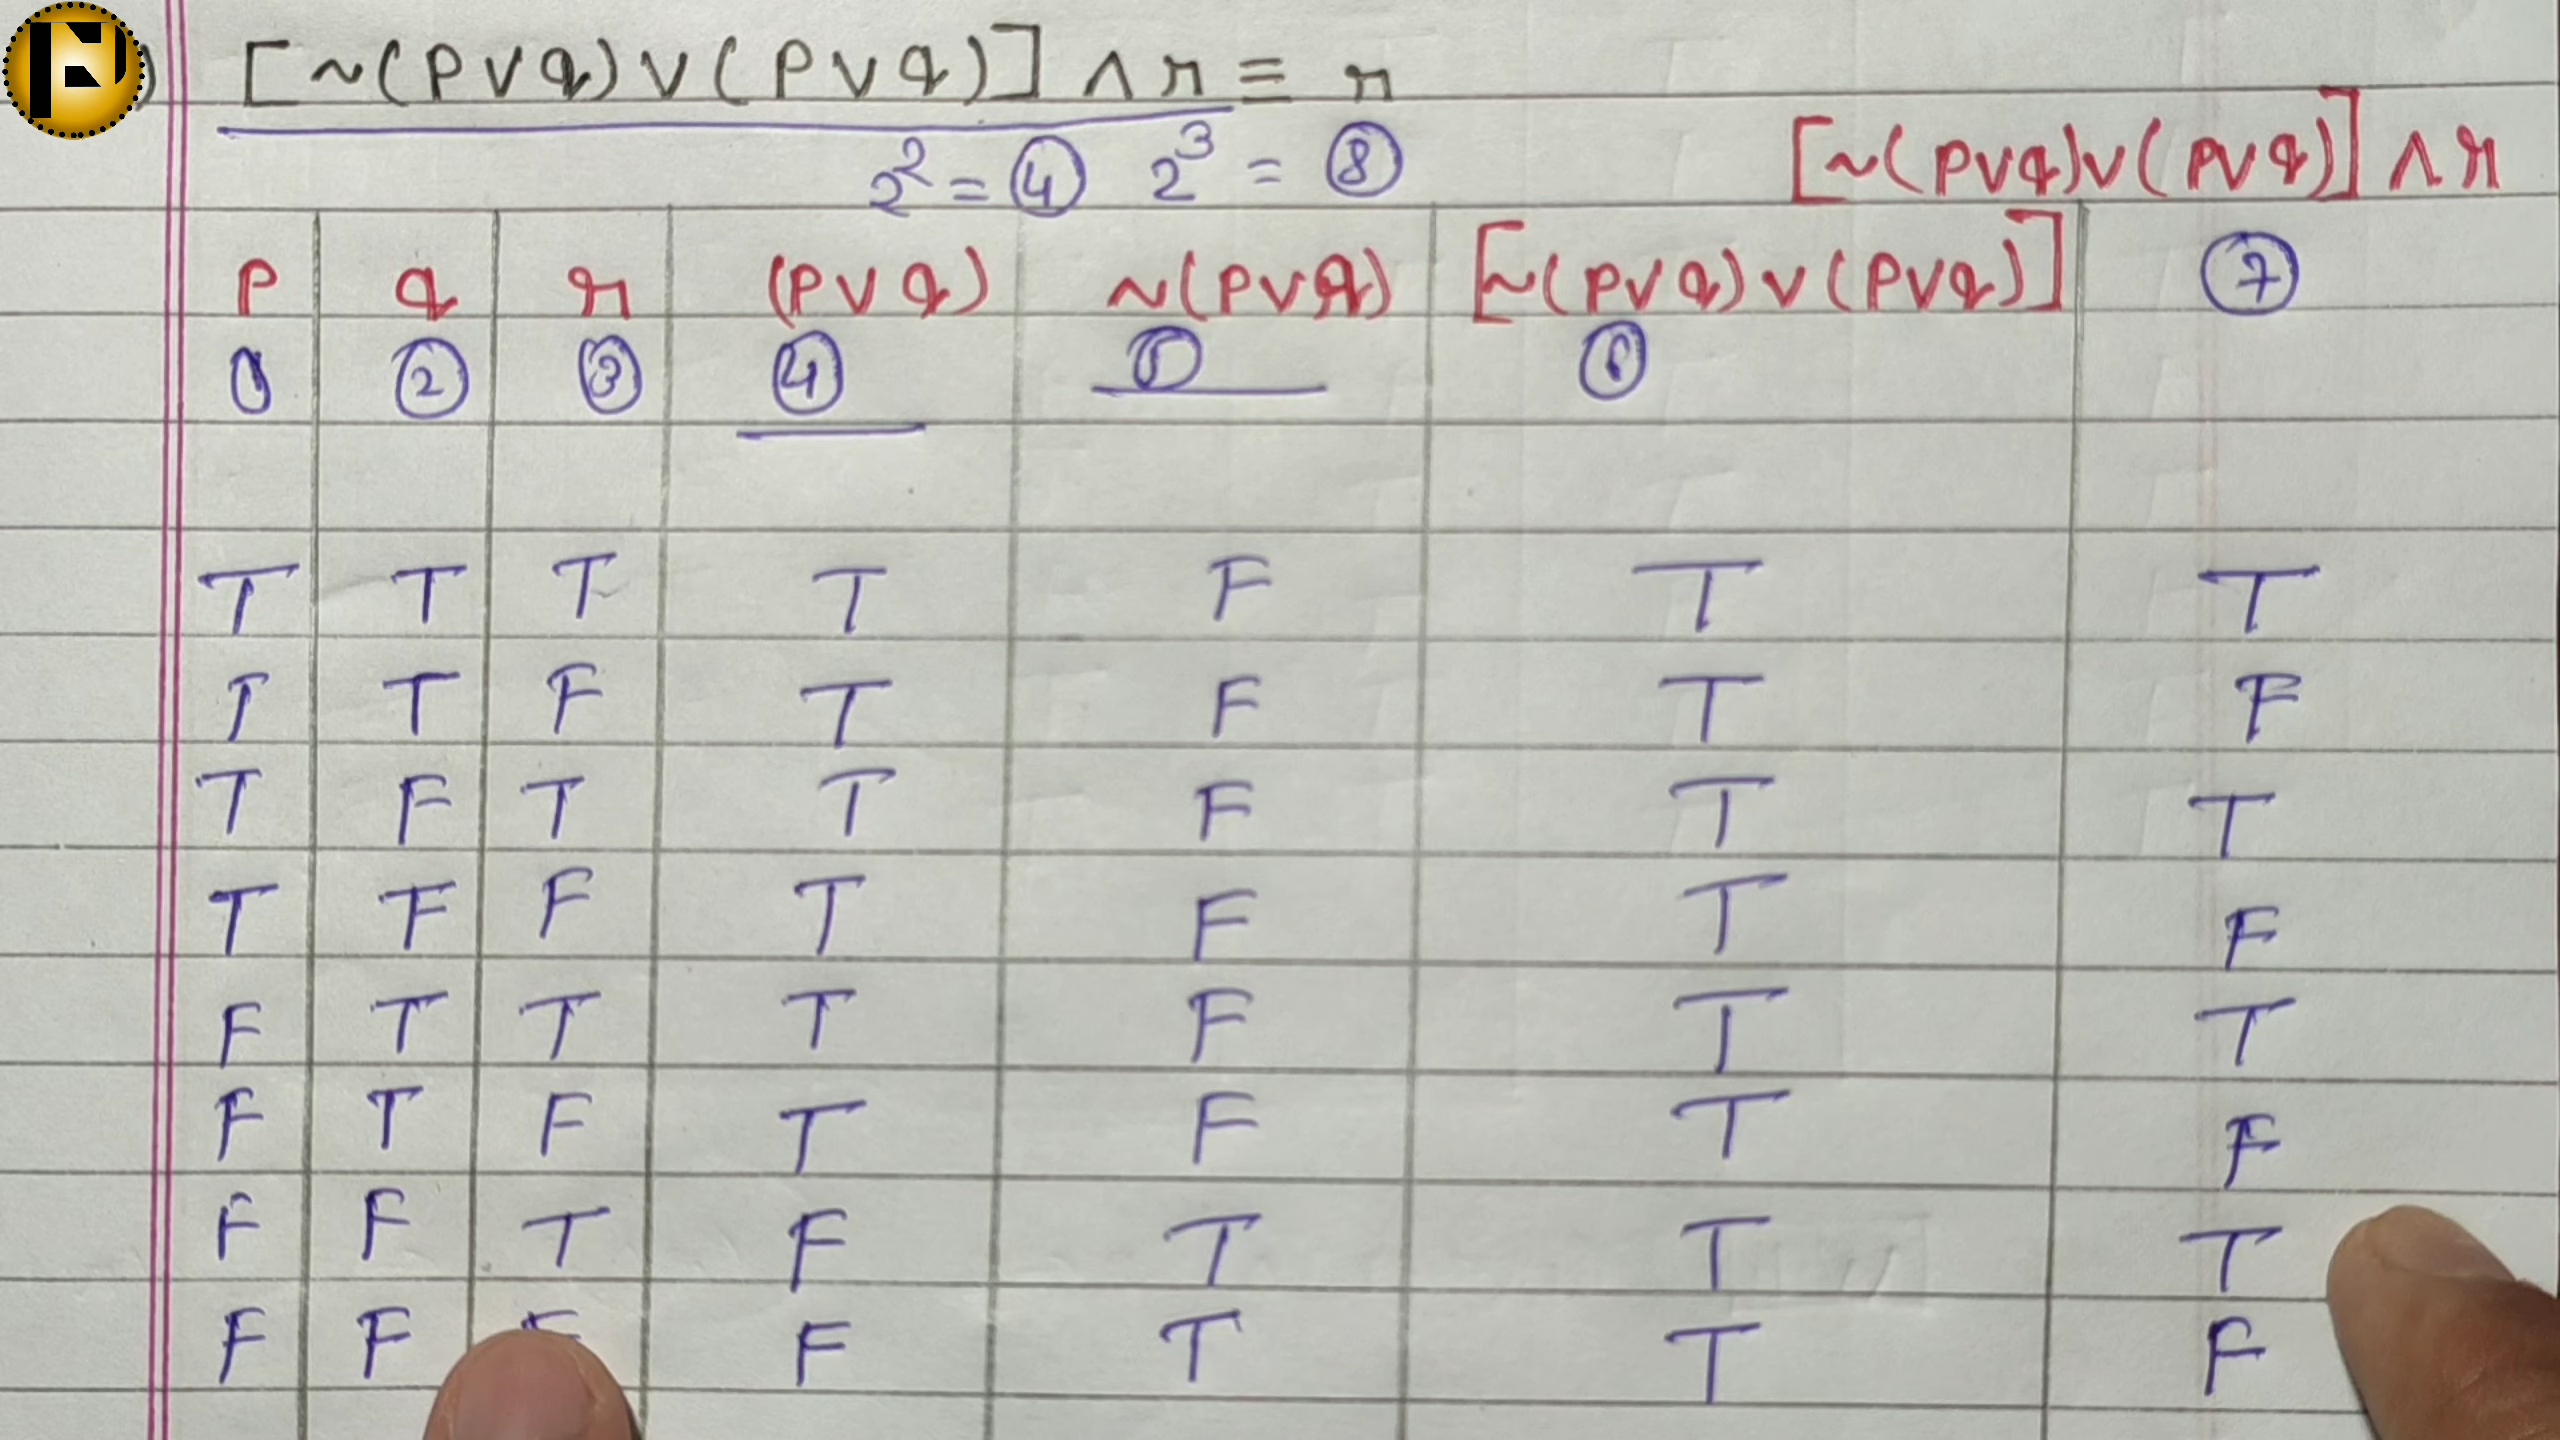 [~(p∨q)∨(p∨q)] ∧ r ≡ r
2² = 4 2³ = 8
[~(p∨q)∨(p∨q)] ∧ r
p q r (p∨q) ~(p∨q) [~(p∨q)∨(p∨q)] 7
1 2 3 4 5 6
T T T T F T T
T T F T F T F
T F T T F T T
T F F T F T F
F T T T F T T
F T F T F T F
F F T F T T T
F F F F T T F